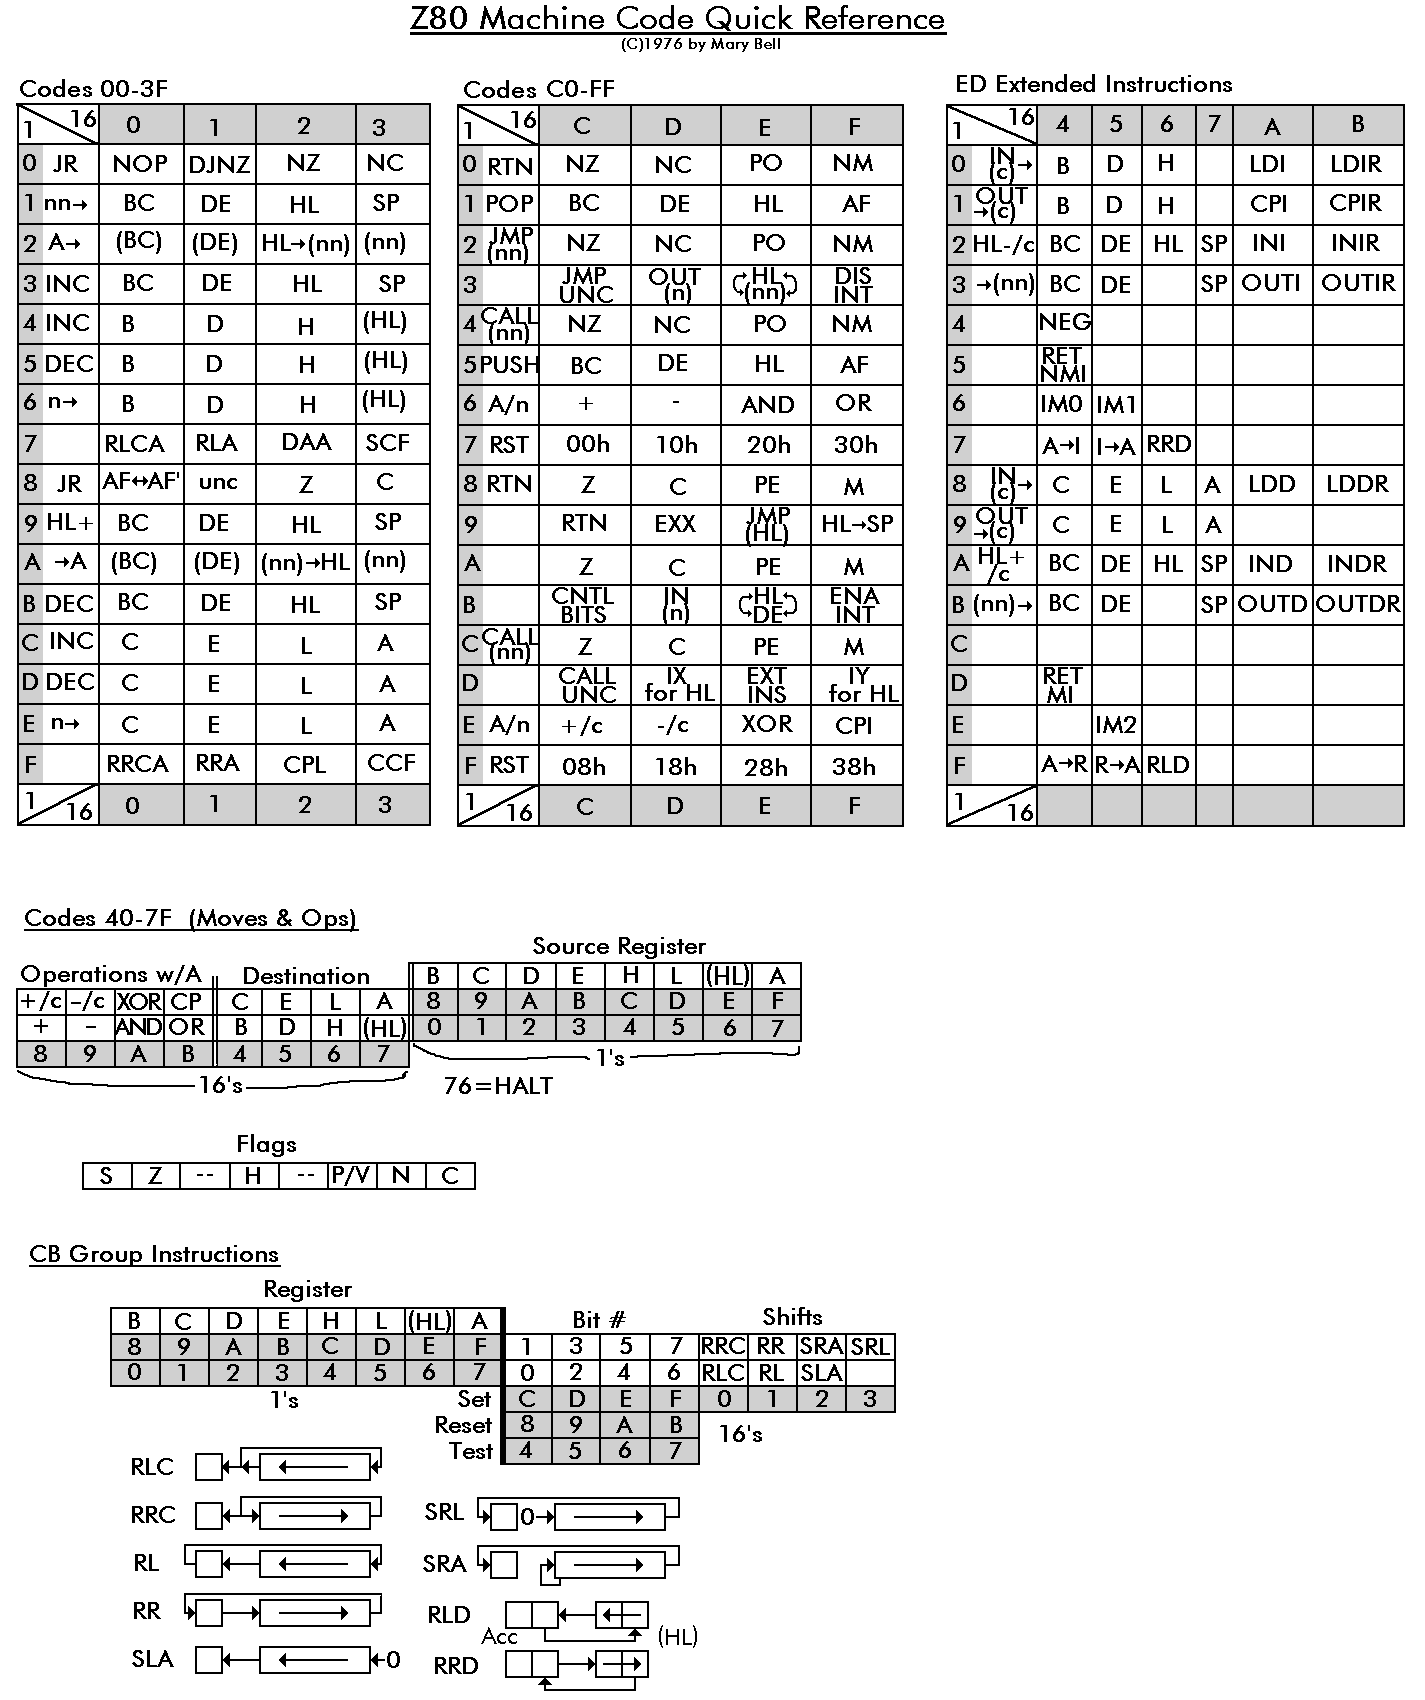 Z80 Machine Code Quick Reference
(C)1976 by Mary Bell
Codes 00-3F
1 16 0 1 2 3
0 JR NOP DJNZ NZ NC
1 nn→ BC DE HL SP
2 A→ (BC) (DE) HL→(nn) (nn)
3 INC BC DE HL SP
4 INC B D H (HL)
5 DEC B D H (HL)
6 n→ B D H (HL)
7 RLCA RLA DAA SCF
8 JR AF↔AF' unc Z C
9 HL+ BC DE HL SP
A →A (BC) (DE) (nn)→HL (nn)
B DEC BC DE HL SP
C INC C E L A
D DEC C E L A
E n→ C E L A
F RRCA RRA CPL CCF
1 16 0 1 2 3
Codes C0-FF
1 16 C D E F
0 RTN NZ NC PO NM
1 POP BC DE HL AF
2 JMP (nn) NZ NC PO NM
3 JMP UNC OUT (n) HL (nn) DIS INT
4 CALL (nn) NZ NC PO NM
5 PUSH BC DE HL AF
6 A/n + - AND OR
7 RST 00h 10h 20h 30h
8 RTN Z C PE M
9 RTN EXX JMP (HL) HL→SP
A Z C PE M
B CNTL BITS IN (n) HL DE ENA INT
C CALL (nn) Z C PE M
D CALL UNC IX for HL EXT INS IY for HL
E A/n +/c -/c XOR CPI
F RST 08h 18h 28h 38h
1 16 C D E F
ED Extended Instructions
1 16 4 5 6 7 A B
0 IN (c)→ B D H LDI LDIR
1 OUT →(c) B D H CPI CPIR
2 HL-/c BC DE HL SP INI INIR
3 →(nn) BC DE SP OUTI OUTIR
4 NEG
5 RET NMI
6 IM0 IM1
7 A→I I→A RRD
8 IN (c)→ C E L A LDD LDDR
9 OUT →(c) C E L A
A HL+ /c BC DE HL SP IND INDR
B (nn)→ BC DE SP OUTD OUTDR
C
D RET MI
E IM2
F A→R R→A RLD
1 16
Codes 40-7F (Moves & Ops)
Source Register
Operations w/A Destination
B C D E H L (HL) A
+/c -/c XOR CP C E L A 8 9 A B C D E F
+ - AND OR B D H (HL) 0 1 2 3 4 5 6 7
8 9 A B 4 5 6 7
1's
16's
76=HALT
Flags
S Z -- H -- P/V N C
CB Group Instructions
Register
B C D E H L (HL) A
Bit # Shifts
8 9 A B C D E F 1 3 5 7 RRC RR SRA SRL
0 1 2 3 4 5 6 7 0 2 4 6 RLC RL SLA
1's Set C D E F 0 1 2 3
Reset 8 9 A B 16's
Test 4 5 6 7
RLC
RRC
RL
RR
SLA 0
SRL 0
SRA
RLD
Acc (HL)
RRD